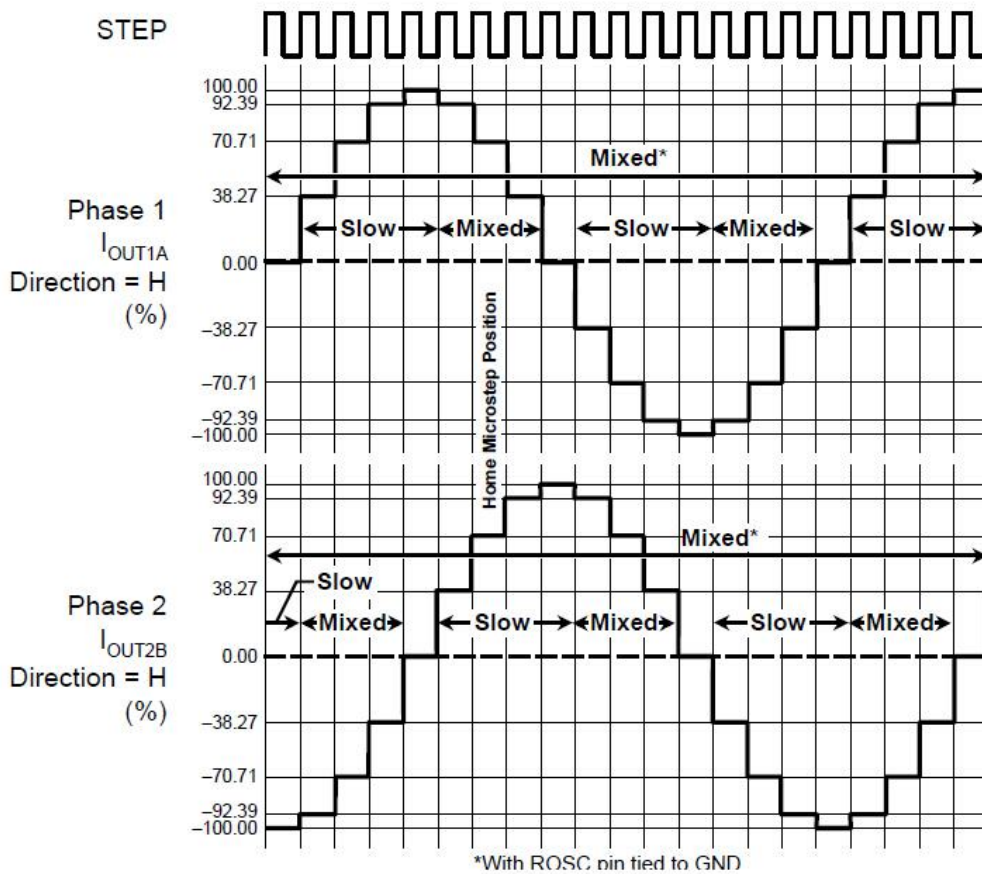 STEP
100.00
92.39
70.71
Mixed*
38.27
Phase 1
Slow
Mixed
Slow
Mixed
Slow
I_OUT1A
0.00
Direction = H
(%)
–38.27
Home Microstep Position
–70.71
–92.39
–100.00
100.00
92.39
70.71
Mixed*
Slow
38.27
Phase 2
Mixed
Slow
Mixed
Slow
Mixed
I_OUT2B
0.00
Direction = H
(%)
–38.27
–70.71
–92.39
–100.00
*With ROSC pin tied to GND